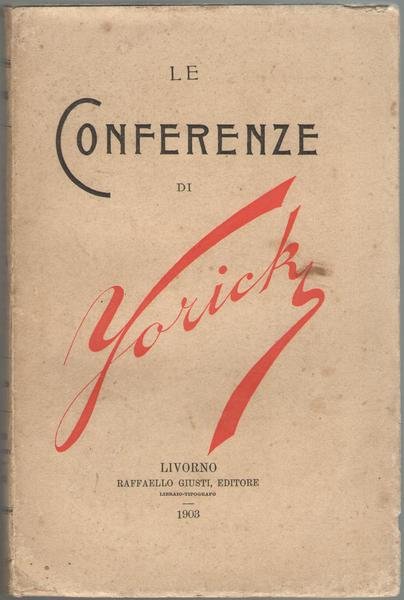 LE
CONFERENZE
DI
Yorick
LIVORNO
RAFFAELLO GIUSTI, EDITORE
LIBRAIO-TIPOGRAFO
1903